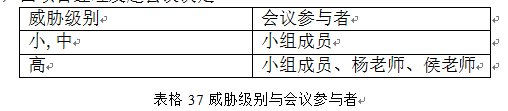 威胁级别 会议参与者
小, 中 小组成员
高 小组成员、杨老师、侯老师
表格 37 威胁级别与会议参与者